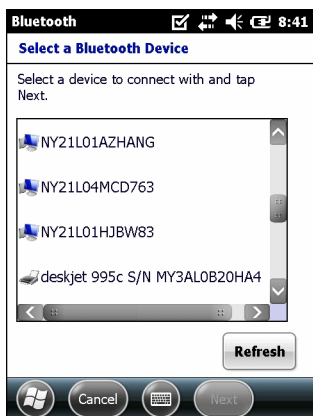 Bluetooth 8:41
Select a Bluetooth Device
Select a device to connect with and tap
Next.
NY21L01AZHANG
NY21L04MCD763
NY21L01HJBW83
deskjet 995c S/N MY3AL0B20HA4
Refresh
Cancel Next